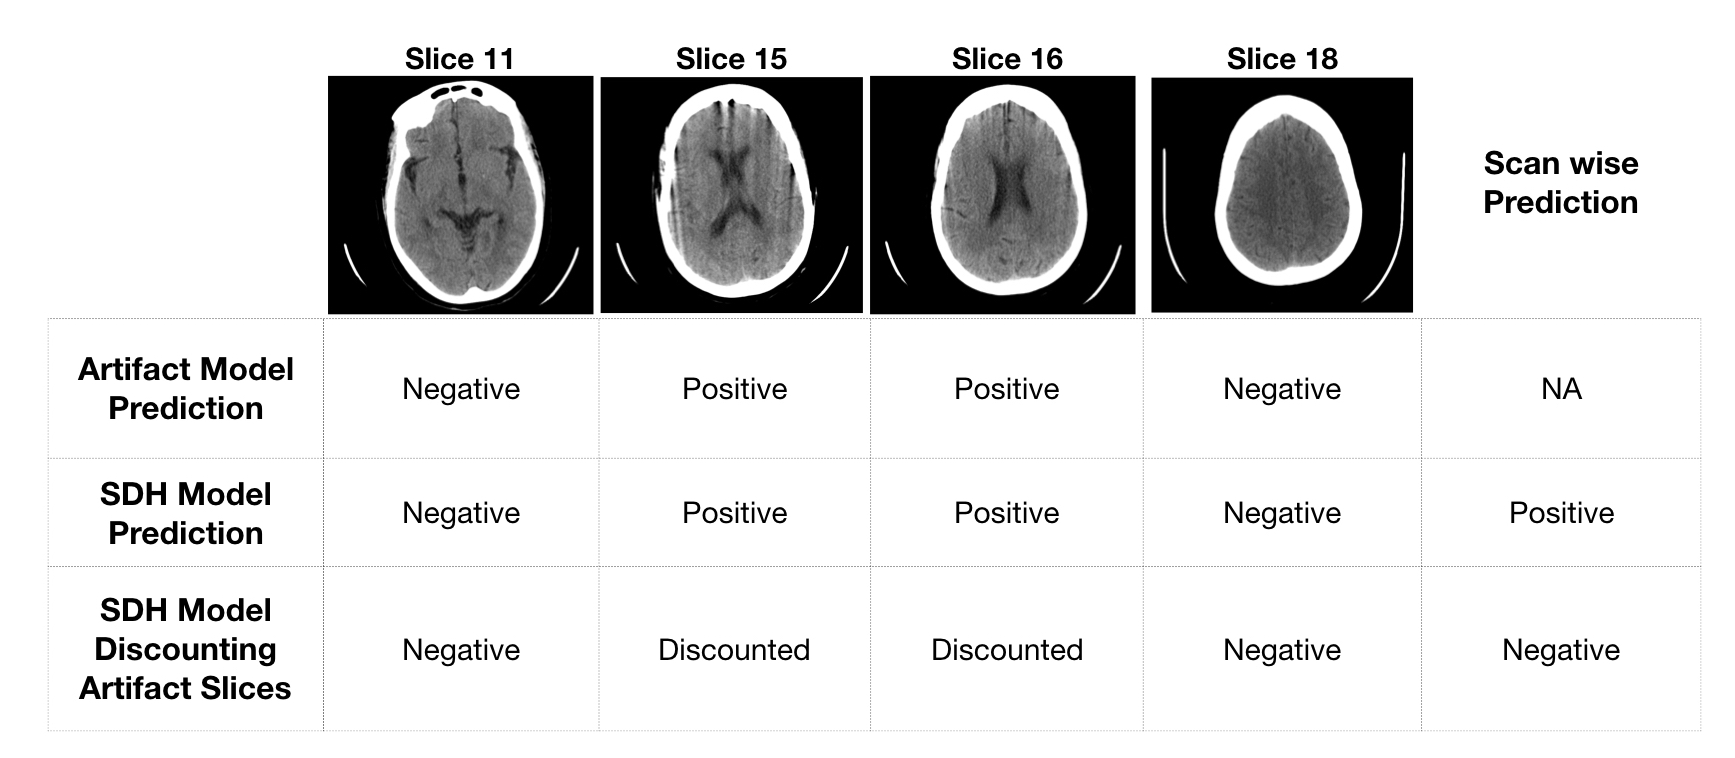 Slice 11
Slice 15
Slice 16
Slice 18
Scan wise
Prediction
Artifact Model
Prediction
Negative
Positive
Positive
Negative
NA
SDH Model
Prediction
Negative
Positive
Positive
Negative
Positive
SDH Model
Discounting
Artifact Slices
Negative
Discounted
Discounted
Negative
Negative